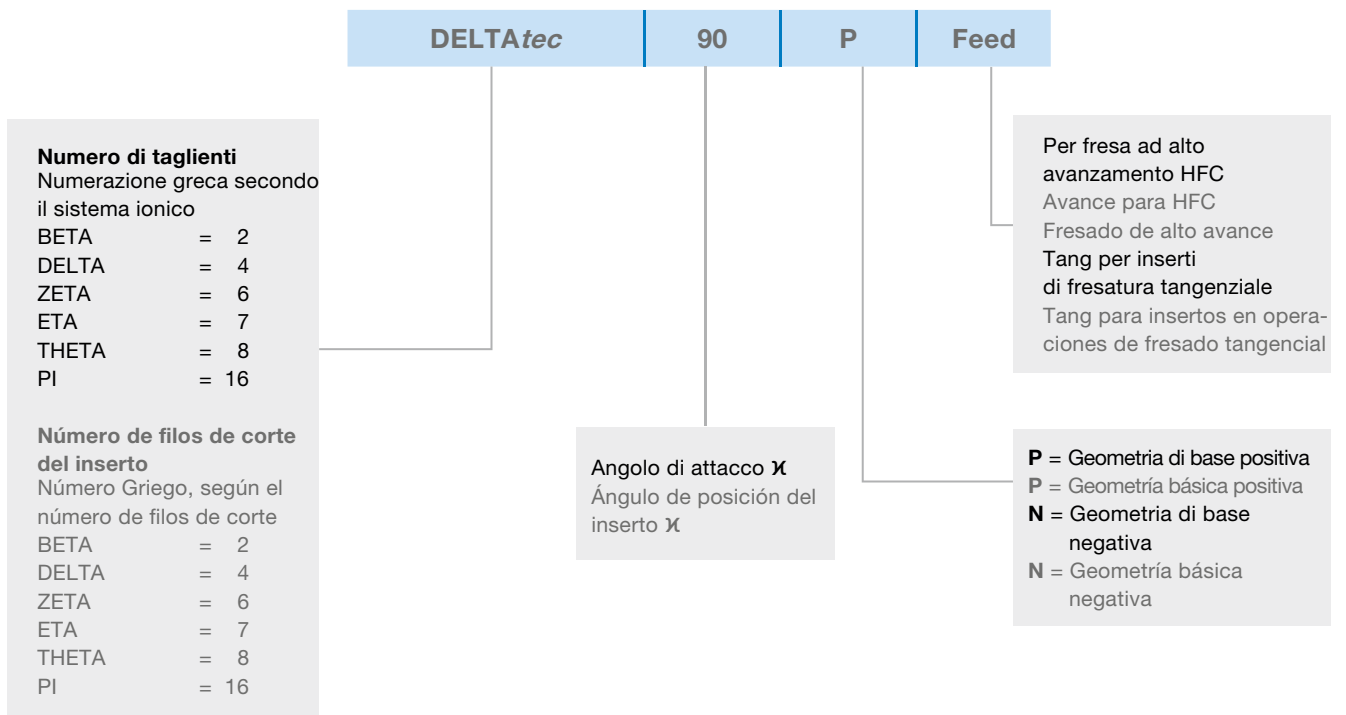 DELTAtec 90 P Feed
Numero di taglienti
Numerazione greca secondo
il sistema ionico
BETA = 2
DELTA = 4
ZETA = 6
ETA = 7
THETA = 8
PI = 16
Número de filos de corte
del inserto
Número Griego, según el
número de filos de corte
BETA = 2
DELTA = 4
ZETA = 6
ETA = 7
THETA = 8
PI = 16
Angolo di attacco ϰ
Ángulo de posición del
inserto ϰ
Per fresa ad alto
avanzamento HFC
Avance para HFC
Fresado de alto avance
Tang per inserti
di fresatura tangenziale
Tang para insertos en opera-
ciones de fresado tangencial
P = Geometria di base positiva
P = Geometría básica positiva
N = Geometria di base
negativa
N = Geometría básica
negativa